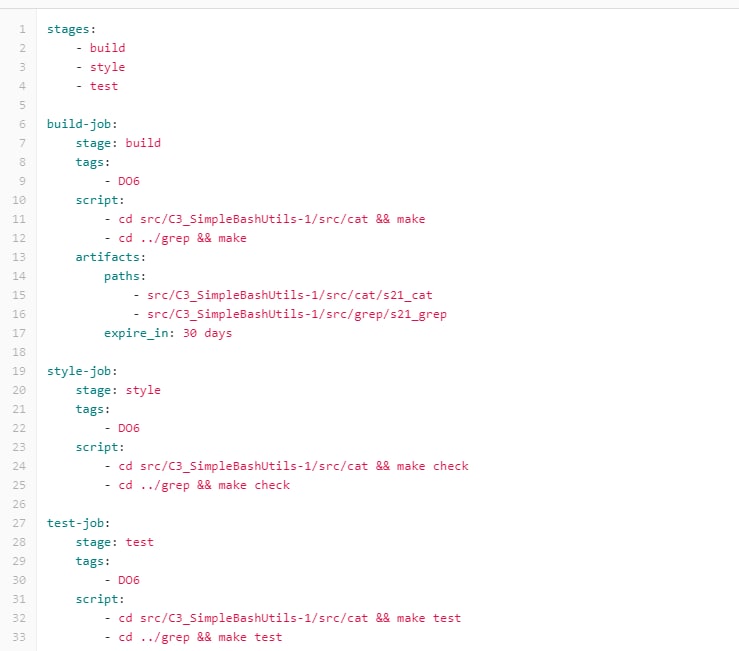 1 stages:
2     - build
3     - style
4     - test
5
6 build-job:
7     stage: build
8     tags:
9         - DO6
10     script:
11         - cd src/C3_SimpleBashUtils-1/src/cat && make
12         - cd ../grep && make
13     artifacts:
14         paths:
15             - src/C3_SimpleBashUtils-1/src/cat/s21_cat
16             - src/C3_SimpleBashUtils-1/src/grep/s21_grep
17         expire_in: 30 days
18
19 style-job:
20     stage: style
21     tags:
22         - DO6
23     script:
24         - cd src/C3_SimpleBashUtils-1/src/cat && make check
25         - cd ../grep && make check
26
27 test-job:
28     stage: test
29     tags:
30         - DO6
31     script:
32         - cd src/C3_SimpleBashUtils-1/src/cat && make test
33         - cd ../grep && make test